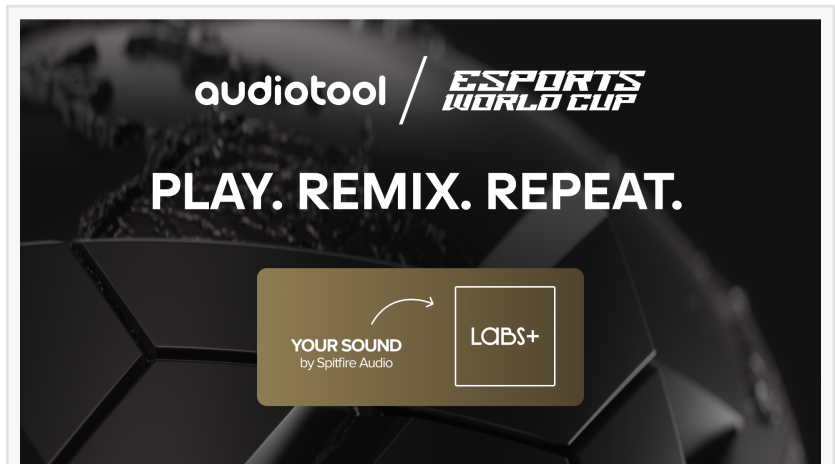 audiotool / ESPORTS WORLD CUP
PLAY. REMIX. REPEAT.
YOUR SOUND
by Spitfire Audio
LABS+